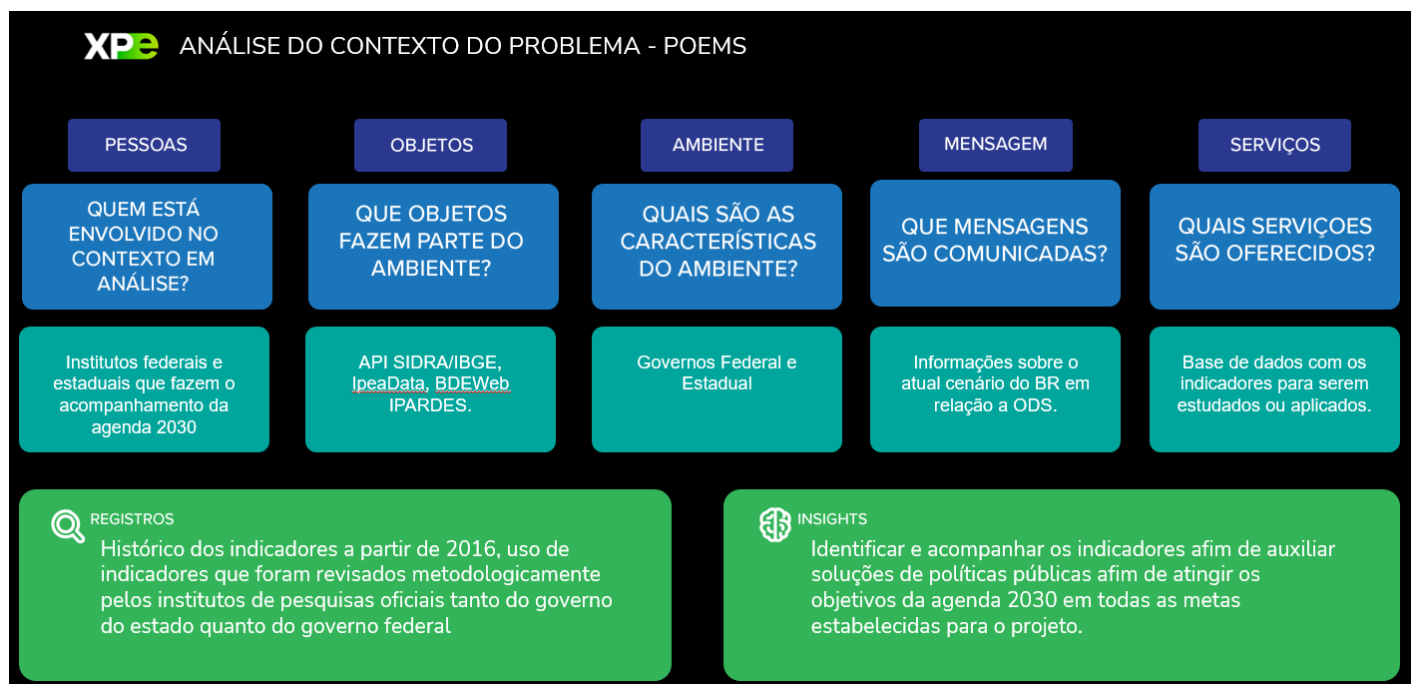 XPe ANÁLISE DO CONTEXTO DO PROBLEMA - POEMS
PESSOAS
OBJETOS
AMBIENTE
MENSAGEM
SERVIÇOS
QUEM ESTÁ
ENVOLVIDO NO
CONTEXTO EM
ANÁLISE?
QUE OBJETOS
FAZEM PARTE DO
AMBIENTE?
QUAIS SÃO AS
CARACTERÍSTICAS
DO AMBIENTE?
QUE MENSAGENS
SÃO COMUNICADAS?
QUAIS SERVIÇOES
SÃO OFERECIDOS?
Institutos federais e
estaduais que fazem o
acompanhamento da
agenda 2030
API SIDRA/IBGE,
IpeaData, BDEWeb
IPARDES.
Governos Federal e
Estadual
Informações sobre o
atual cenário do BR em
relação a ODS.
Base de dados com os
indicadores para serem
estudados ou aplicados.
REGISTROS
Histórico dos indicadores a partir de 2016, uso de
indicadores que foram revisados metodologicamente
pelos institutos de pesquisas oficiais tanto do governo
do estado quanto do governo federal
INSIGHTS
Identificar e acompanhar os indicadores afim de auxiliar
soluções de políticas públicas afim de atingir os
objetivos da agenda 2030 em todas as metas
estabelecidas para o projeto.